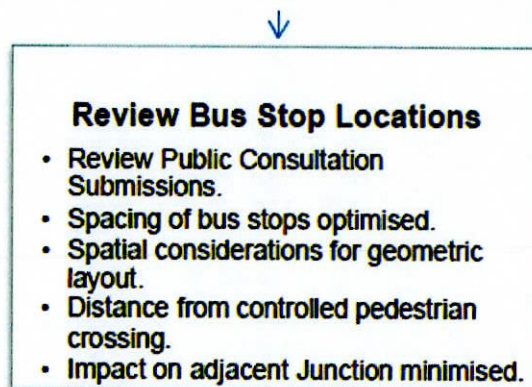 Review Bus Stop Locations
• Review Public Consultation
Submissions.
• Spacing of bus stops optimised.
• Spatial considerations for geometric
layout.
• Distance from controlled pedestrian
crossing.
• Impact on adjacent Junction minimised.